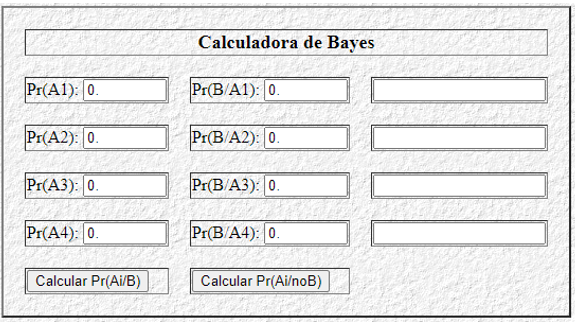 Calculadora de Bayes
Pr(A1): 0. Pr(B/A1): 0.
Pr(A2): 0. Pr(B/A2): 0.
Pr(A3): 0. Pr(B/A3): 0.
Pr(A4): 0. Pr(B/A4): 0.
Calcular Pr(Ai/B) Calcular Pr(Ai/noB)